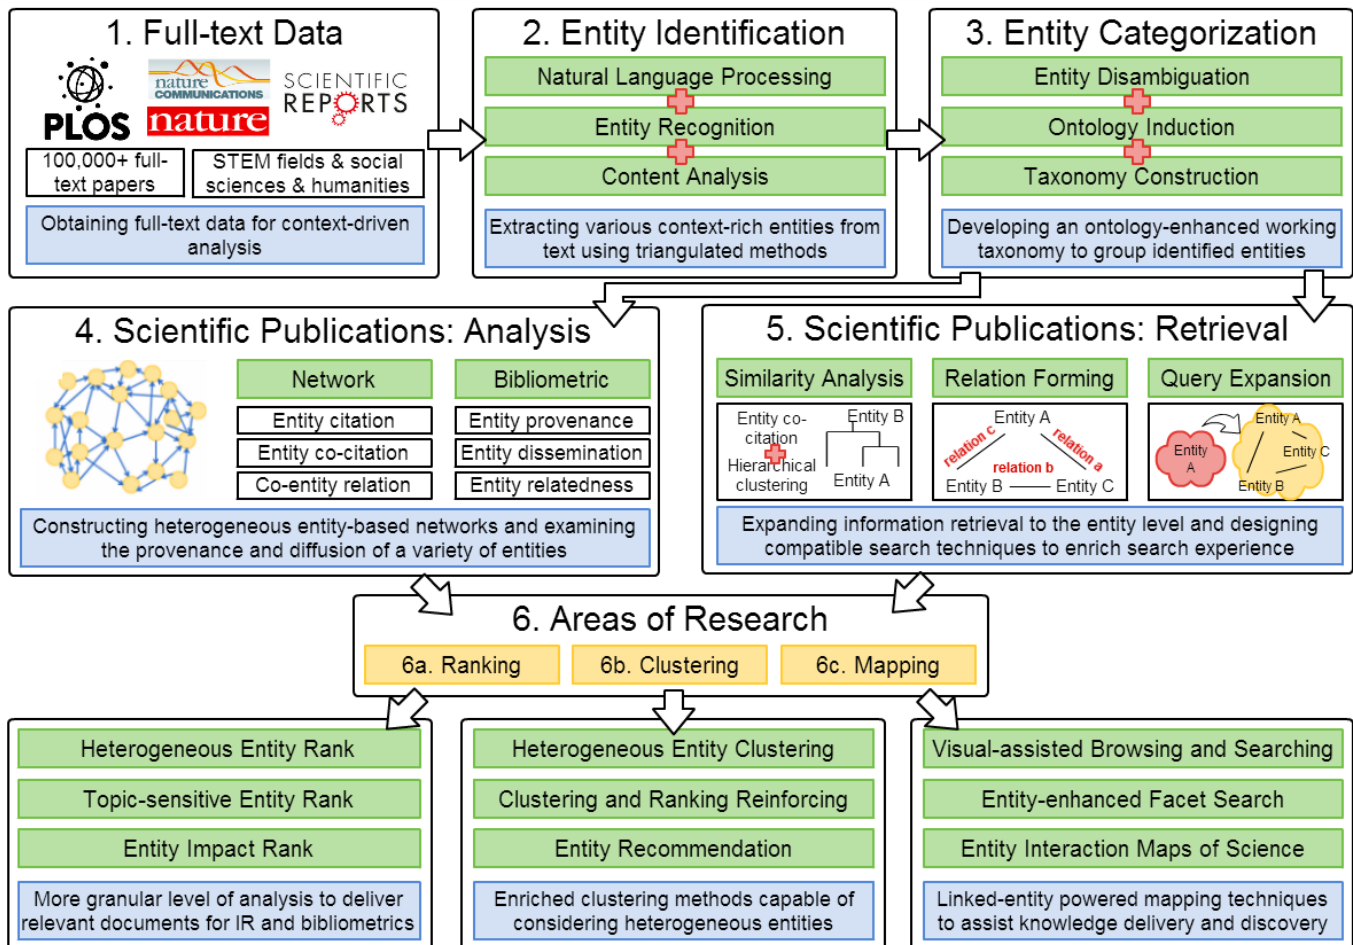 1. Full-text Data
PLOS
nature
COMMUNICATIONS
nature
SCIENTIFIC
REPORTS
100,000+ full-
text papers
STEM fields & social
sciences & humanities
Obtaining full-text data for context-driven
analysis
2. Entity Identification
Natural Language Processing
Entity Recognition
Content Analysis
Extracting various context-rich entities from
text using triangulated methods
3. Entity Categorization
Entity Disambiguation
Ontology Induction
Taxonomy Construction
Developing an ontology-enhanced working
taxonomy to group identified entities
4. Scientific Publications: Analysis
Network
Entity citation
Entity co-citation
Co-entity relation
Bibliometric
Entity provenance
Entity dissemination
Entity relatedness
Constructing heterogeneous entity-based networks and examining
the provenance and diffusion of a variety of entities
5. Scientific Publications: Retrieval
Similarity Analysis
Entity co-
citation
Hierarchical
clustering
Entity B
Entity A
Relation Forming
Entity A
relation c
relation a
relation b
Entity B
Entity C
Query Expansion
Entity
A
Entity A
Entity C
Entity B
Expanding information retrieval to the entity level and designing
compatible search techniques to enrich search experience
6. Areas of Research
6a. Ranking
6b. Clustering
6c. Mapping
Heterogeneous Entity Rank
Topic-sensitive Entity Rank
Entity Impact Rank
More granular level of analysis to deliver
relevant documents for IR and bibliometrics
Heterogeneous Entity Clustering
Clustering and Ranking Reinforcing
Entity Recommendation
Enriched clustering methods capable of
considering heterogeneous entities
Visual-assisted Browsing and Searching
Entity-enhanced Facet Search
Entity Interaction Maps of Science
Linked-entity powered mapping techniques
to assist knowledge delivery and discovery